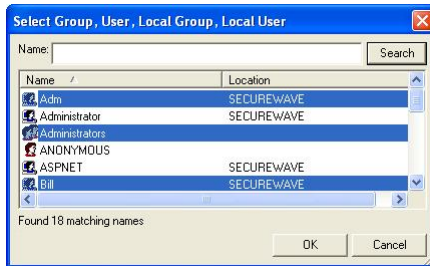 Select Group, User, Local Group, Local User
Name:
Search
Name Location
Adm SECUREWAVE
Administrator SECUREWAVE
Administrators
ANONYMOUS
ASPNET SECUREWAVE
Bill SECUREWAVE
Found 18 matching names
OK Cancel